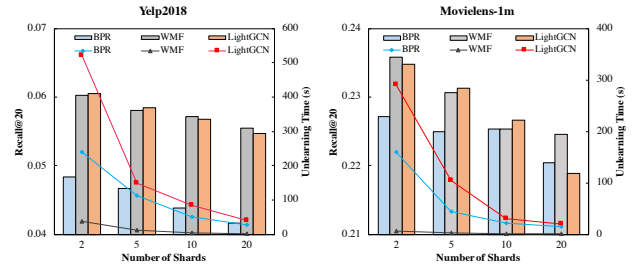 Yelp2018
BPR WMF LightGCN
BPR WMF LightGCN
Recall@20
0.07
0.06
0.05
0.04
600
500
400
300
200
100
0
Unlearning Time (s)
2 5 10 20
Number of Shards
Movielens-1m
BPR WMF LightGCN
BPR WMF LightGCN
Recall@20
0.24
0.23
0.22
0.21
400
300
200
100
0
Unlearning Time (s)
2 5 10 20
Number of Shards